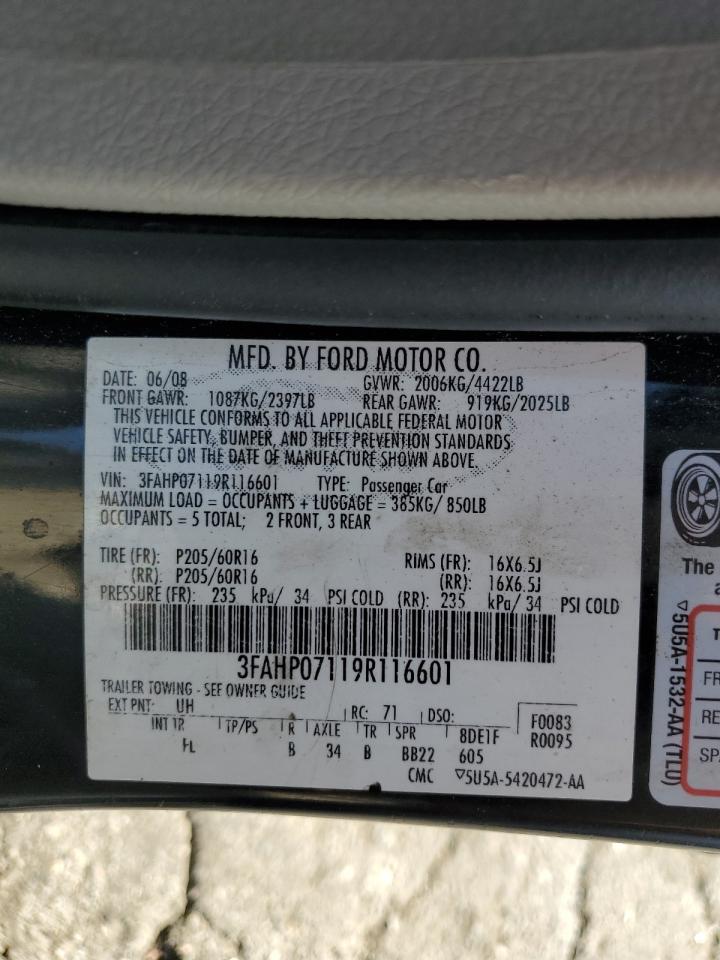 MFD. BY FORD MOTOR CO.
DATE: 06/08 GVWR: 2006KG/4422LB
FRONT GAWR: 1087KG/2397LB REAR GAWR: 919KG/2025LB
THIS VEHICLE CONFORMS TO ALL APPLICABLE FEDERAL MOTOR
VEHICLE SAFETY, BUMPER, AND THEFT PREVENTION STANDARDS
IN EFFECT ON THE DATE OF MANUFACTURE SHOWN ABOVE.
VIN: 3FAHP07119R116601 TYPE: Passenger Car
MAXIMUM LOAD = OCCUPANTS + LUGGAGE = 385KG/ 850LB
OCCUPANTS = 5 TOTAL; 2 FRONT, 3 REAR
TIRE (FR): P205/60R16 RIMS (FR): 16X6.5J
(RR): P205/60R16 (RR): 16X6.5J
PRESSURE (FR): 235 kPa/ 34 PSI COLD (RR): 235 kPa/ 34 PSI COLD
3FAHP07119R116601
TRAILER TOWING - SEE OWNER GUIDE
EXT PNT: UH RC: 71 DSO: F0083
INT TR TP/PS R AXLE TR SPR 8DE1F R0095
FL B 34 B BB22 605
CMC ▽5U5A-5420472-AA
The
▽5U5A-1532-AA (TLU)
T
FR
RE
SPA